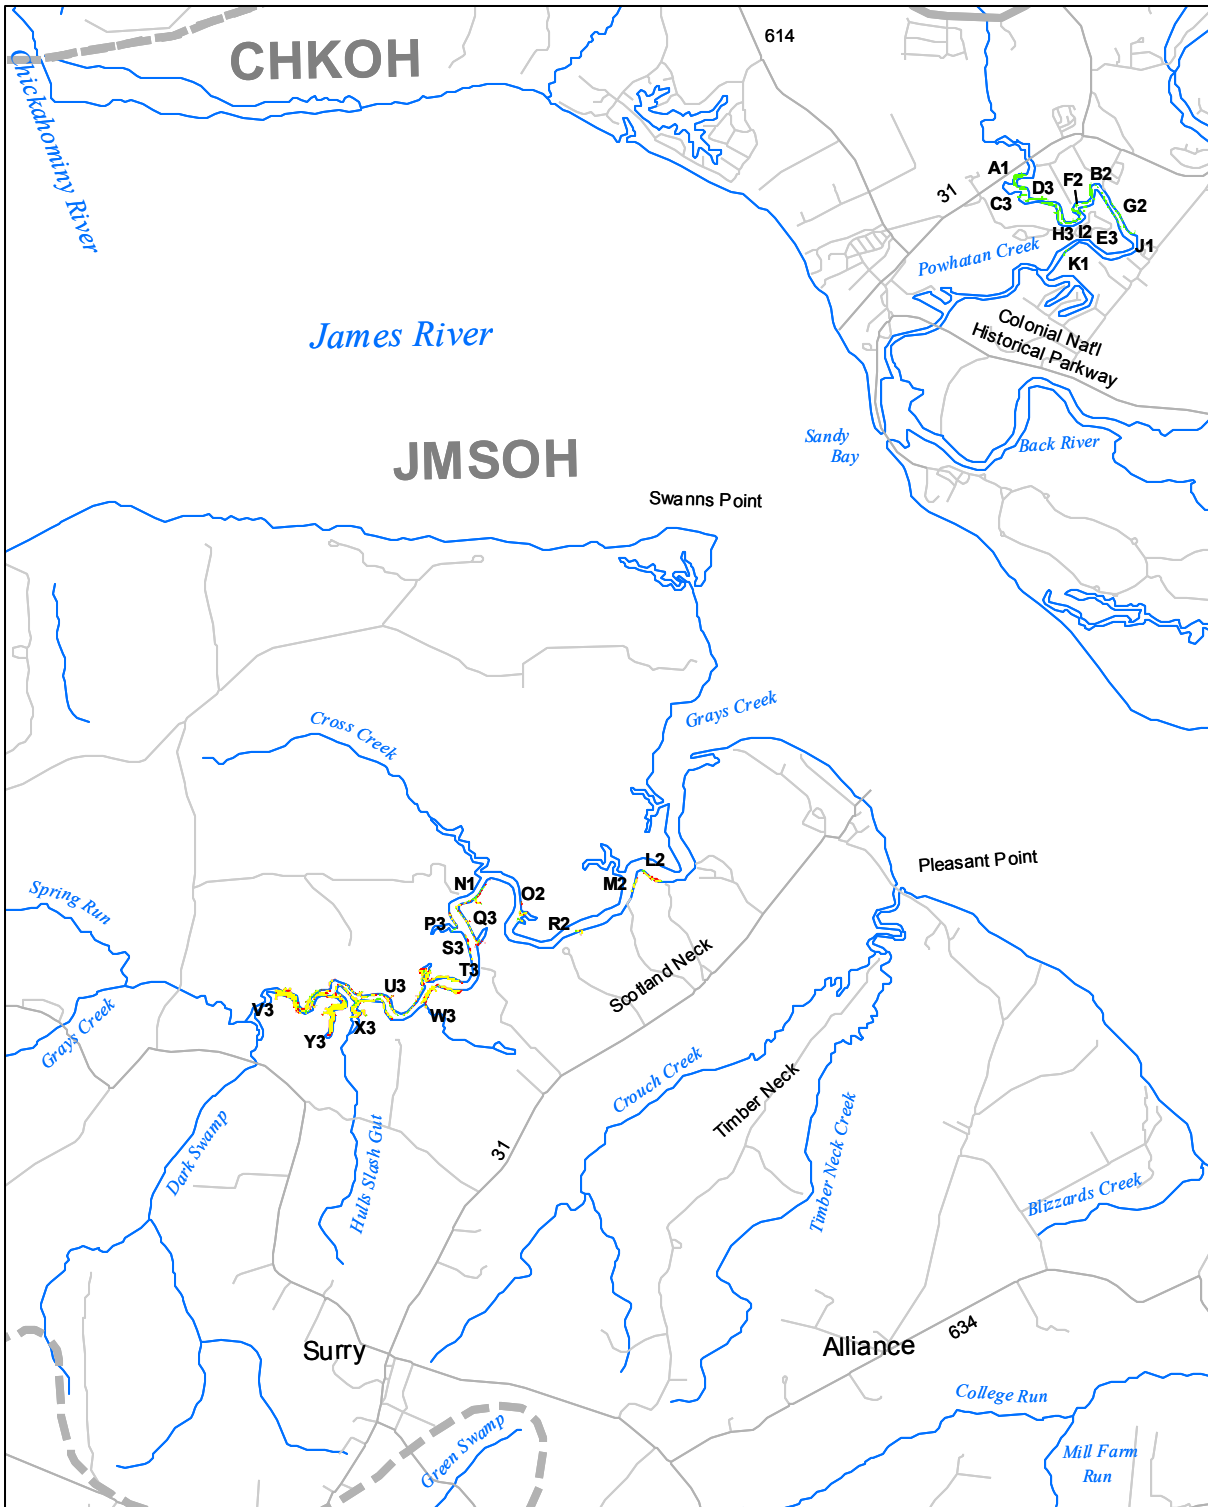 614
CHKOH
Chickahominy River
A1
F2
B2
31
D3
C3
G2
H3
I2
E3
J1
Powhatan Creek
K1
Colonial Nat'l
Historical Parkway
James River
Sandy
Bay
Back River
JMSOH
Swanns Point
Grays Creek
Cross Creek
L2
Pleasant Point
N1
M2
O2
Spring Run
P3
Q3
R2
S3
Scotland Neck
T3
U3
V3
W3
Grays Creek
Y3
X3
Crouch Creek
Timber Neck
Timber Neck Creek
Dark Swamp
Hulls Slash Gut
31
Blizzards Creek
Surry
Alliance
634
College Run
Green Swamp
Mill Farm
Run